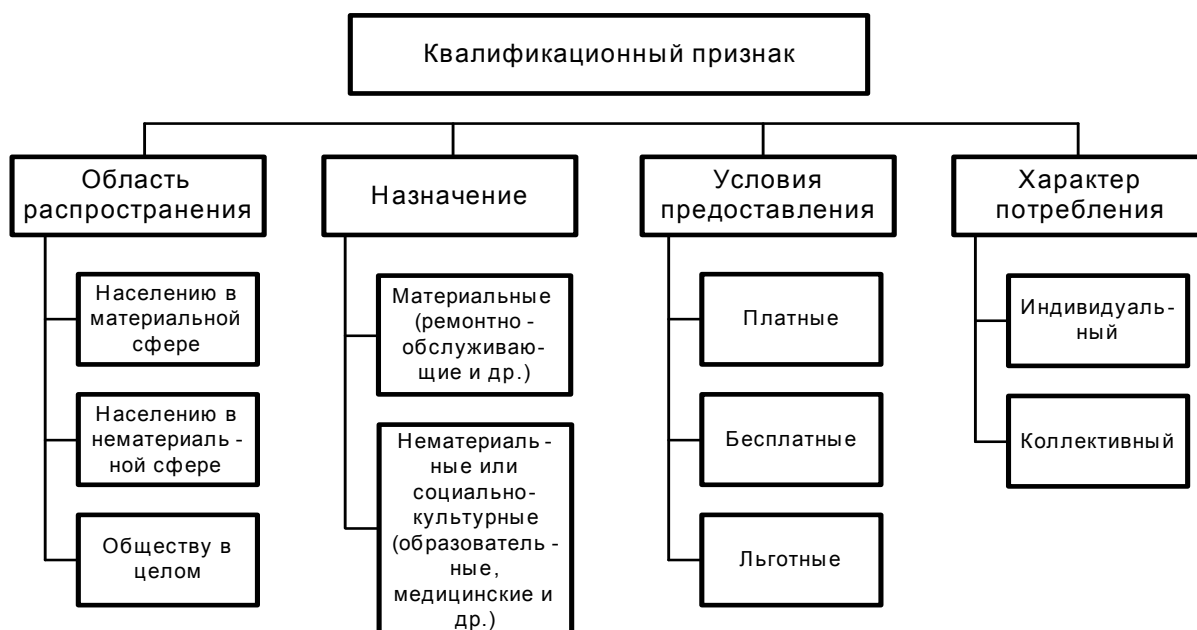 Квалификационный признак
Область
распространения
Назначение
Условия
предоставления
Характер
потребления
Населению в
материальной
сфере
Населению в
нематериаль -
ной сфере
Обществу в
целом
Материальные
(ремонтно -
обслуживаю-
щие и др.)
Нематериаль -
ные или
социально-
культурные
(образователь -
ные,
медицинские и
др.)
Платные
Бесплатные
Льготные
Индивидуаль-
ный
Коллективный